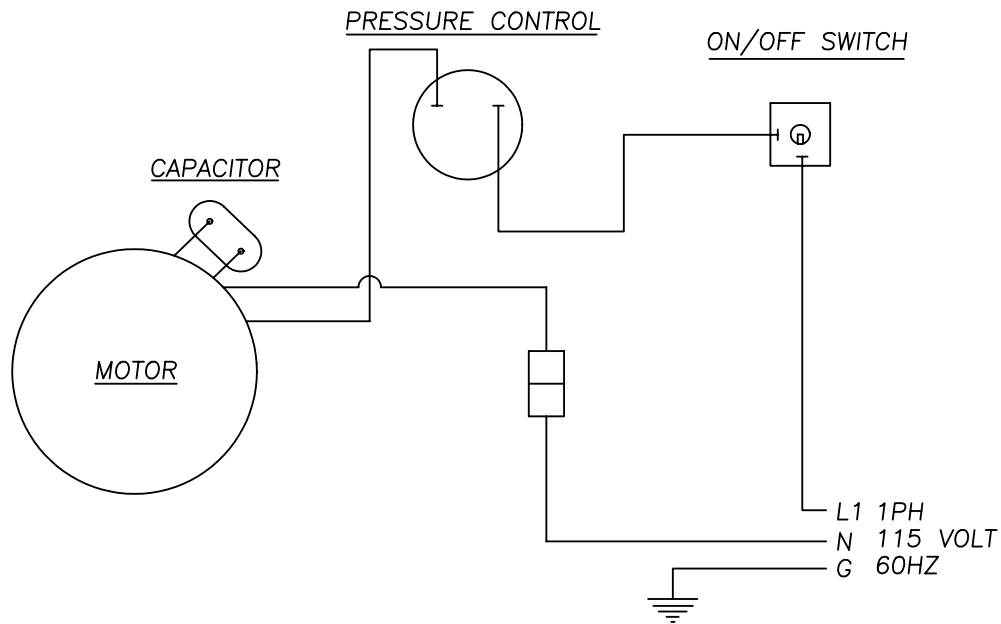 PRESSURE CONTROL
ON/OFF SWITCH
CAPACITOR
MOTOR
L1 1PH
N 115 VOLT
G 60HZ